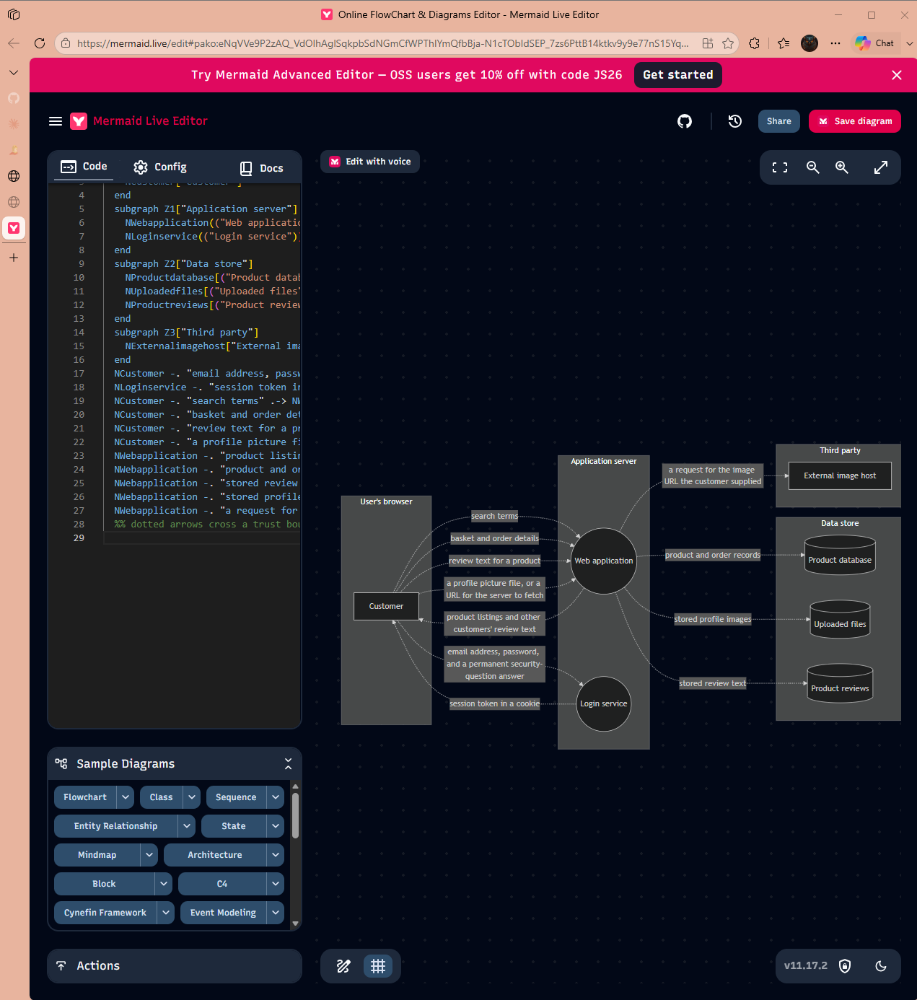 Online FlowChart & Diagrams Editor - Mermaid Live Editor
https://mermaid.live/edit#pako:eNqVVe9P2zAQ_VdOlhAglSqkpbSdNGmCfWPThlYmQfbBja-N1cTObIdSEP_7zs6PttB14ktkv9y9e77nS15Yq...
Chat
Try Mermaid Advanced Editor — OSS users get 10% off with code JS26
Get started
Mermaid Live Editor
Share
Save diagram
Code
Config
Docs
Edit with voice
4 end
5 subgraph Z1["Application server"]
6 NWebapplication(("Web applicatio
7 NLoginservice(("Login service")
8 end
9 subgraph Z2["Data store"]
10 NProductdatabase[("Product datab
11 NUploadedfiles[("Uploaded files"
12 NProductreviews[("Product review
13 end
14 subgraph Z3["Third party"]
15 NExternalimagehost["External ima
16 end
17 NCustomer -. "email address, passw
18 NLoginservice -. "session token in
19 NCustomer -. "search terms" .-> NW
20 NCustomer -. "basket and order det
21 NCustomer -. "review text for a pr
22 NCustomer -. "a profile picture fi
23 NWebapplication -. "product listin
24 NWebapplication -. "product and or
25 NWebapplication -. "stored review
26 NWebapplication -. "stored profile
27 NWebapplication -. "a request for
28 %% dotted arrows cross a trust bou
29
User's browser
Customer
search terms
basket and order details
review text for a product
a profile picture file, or a
URL for the server to fetch
product listings and other
customers' review text
email address, password,
and a permanent security-
question answer
session token in a cookie
Application server
Web application
Login service
a request for the image
URL the customer supplied
product and order records
stored profile images
stored review text
Third party
External image host
Data store
Product database
Uploaded files
Product reviews
Sample Diagrams
Flowchart
Class
Sequence
Entity Relationship
State
Mindmap
Architecture
Block
C4
Cynefin Framework
Event Modeling
Actions
v11.17.2